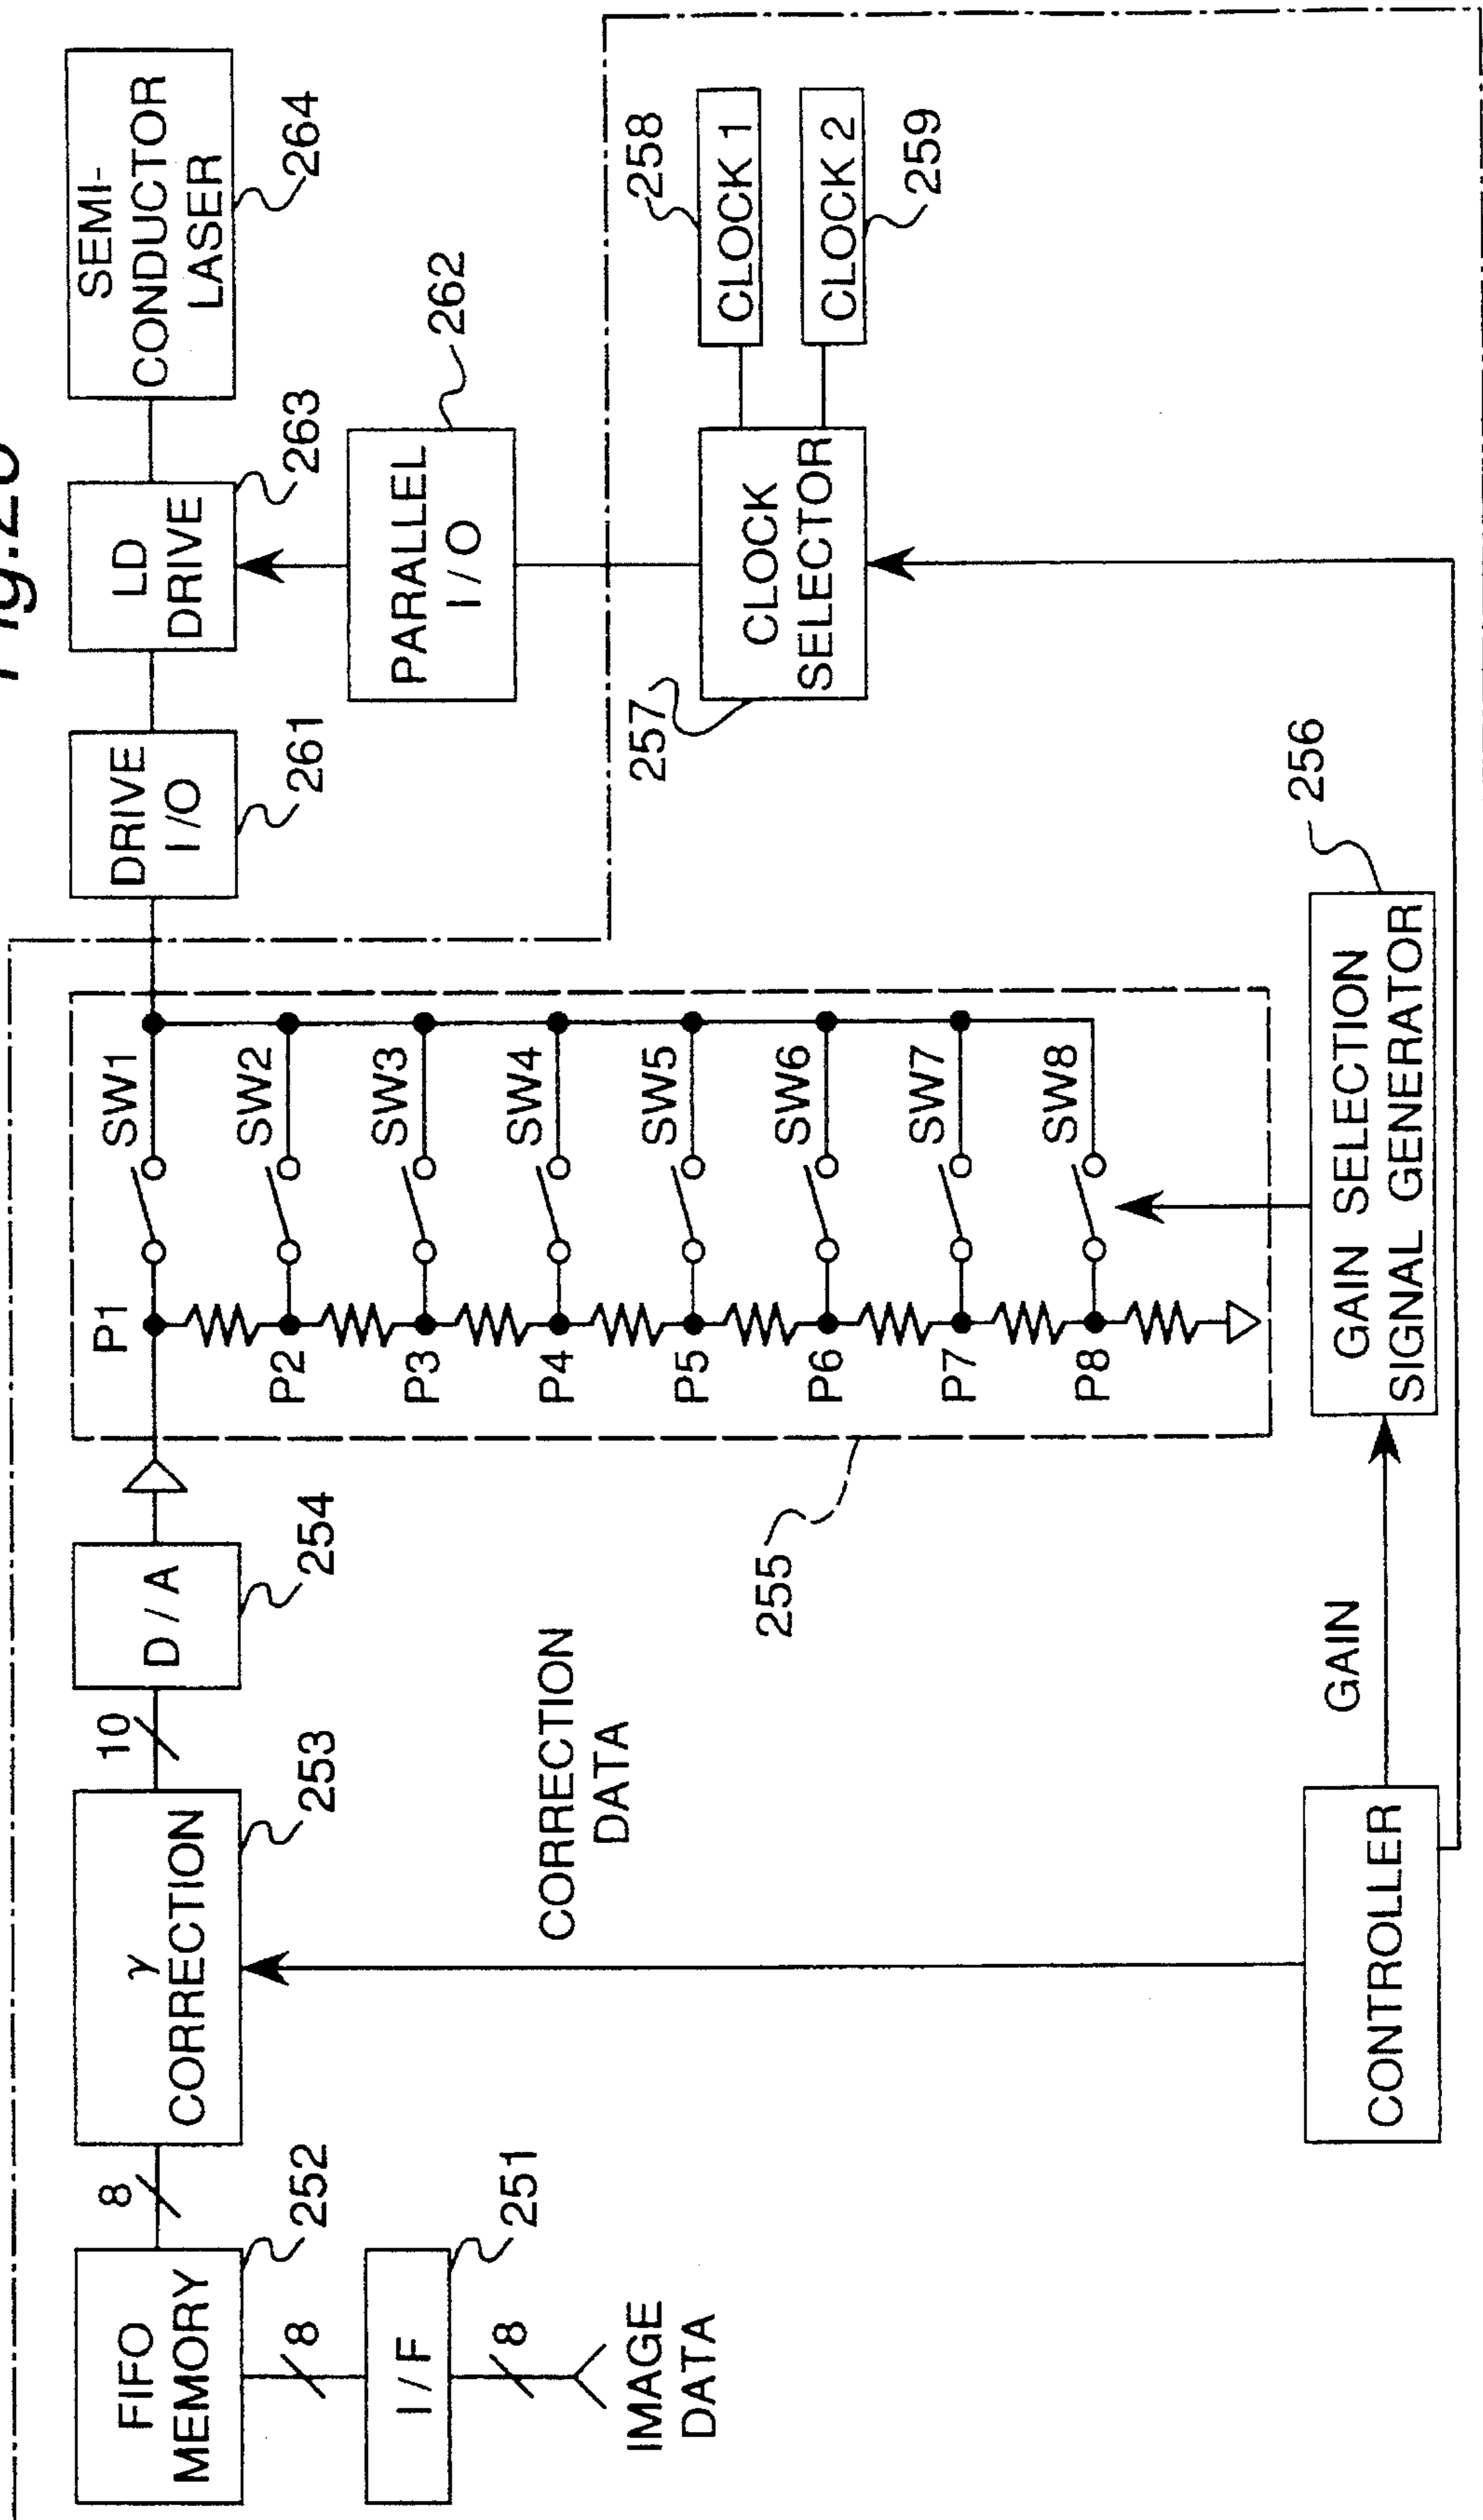 FIFO
MEMORY
252
8
γ
CORRECTION
253
10
D/A
254
P1
SW1
DRIVE
I/O
261
LD
DRIVE
263
SEMI-
CONDUCTOR
LASER
264
8
I/F
251
8
IMAGE
DATA
CORRECTION
DATA
255
P2
SW2
P3
SW3
P4
SW4
P5
SW5
P6
SW6
P7
SW7
P8
SW8
PARALLEL
I/O
262
257
CLOCK
SELECTOR
258
CLOCK 1
CLOCK 2
259
CONTROLLER
GAIN
GAIN SELECTION
SIGNAL GENERATOR
256